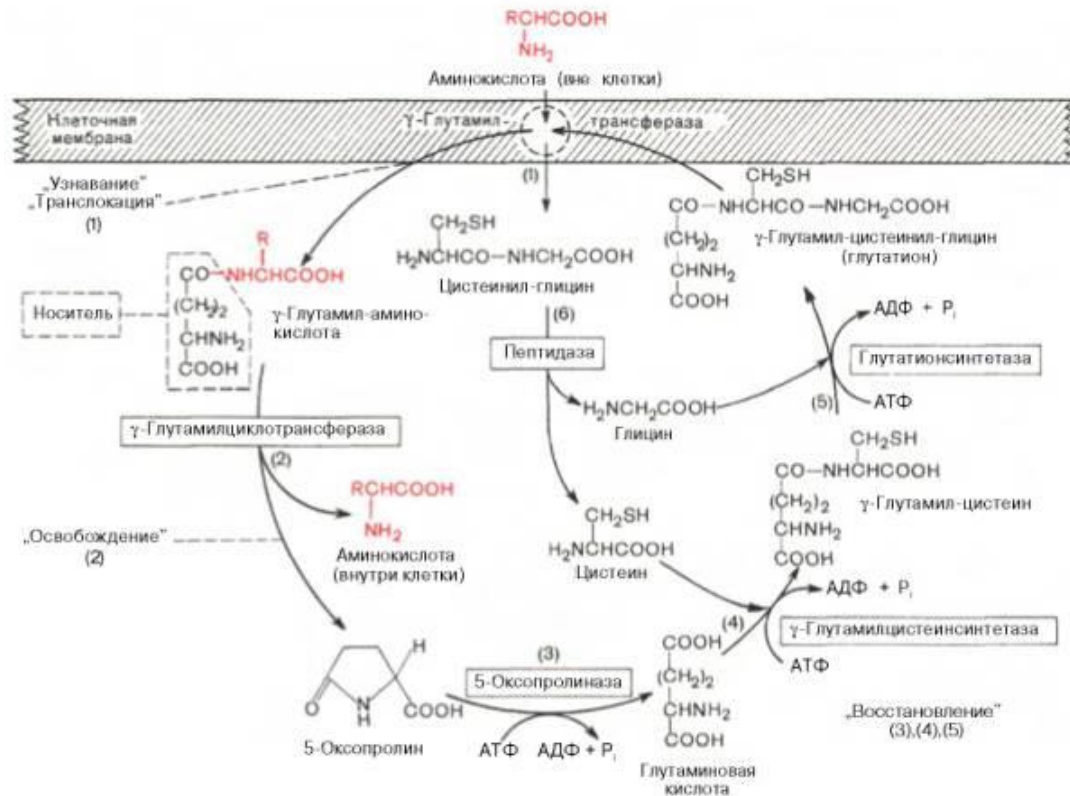 RCHCOOH
NH₂
Аминокислота (вне клетки)
Клеточная
мембрана
γ-Глутамил-
трансфераза
„Узнавание"
„Транслокация"
(1)
(1)
CH₂SH
CO—NHCHCO—NHCH₂COOH
(CH₂)₂
CHNH₂
COOH
γ-Глутамил-цистеинил-глицин
(глутатион)
R
CO—NHCHCOOH
(CH₂)₂
CHNH₂
COOH
Носитель
γ-Глутамил-амино-
кислота
CH₂SH
H₂NCHCO—NHCH₂COOH
Цистеинил-глицин
(6)
Пептидаза
АДФ + Pᵢ
Глутатионсинтетаза
(5)
АТФ
H₂NCH₂COOH
Глицин
γ-Глутамилциклотрансфераза
(2)
CH₂SH
CO—NHCHCOOH
(CH₂)₂
CHNH₂
COOH
γ-Глутамил-цистеин
RCHCOOH
NH₂
Аминокислота
(внутри клетки)
„Освобождение"
(2)
CH₂SH
H₂NCHCOOH
Цистеин
АДФ + Pᵢ
(4)
γ-Глутамилцистеинсинтетаза
АТФ
H
O
N
H
COOH
5-Оксопролин
(3)
5-Оксопролиназа
АТФ
АДФ + Pᵢ
COOH
(CH₂)₂
CHNH₂
COOH
Глутаминовая
кислота
„Восстановление"
(3),(4),(5)